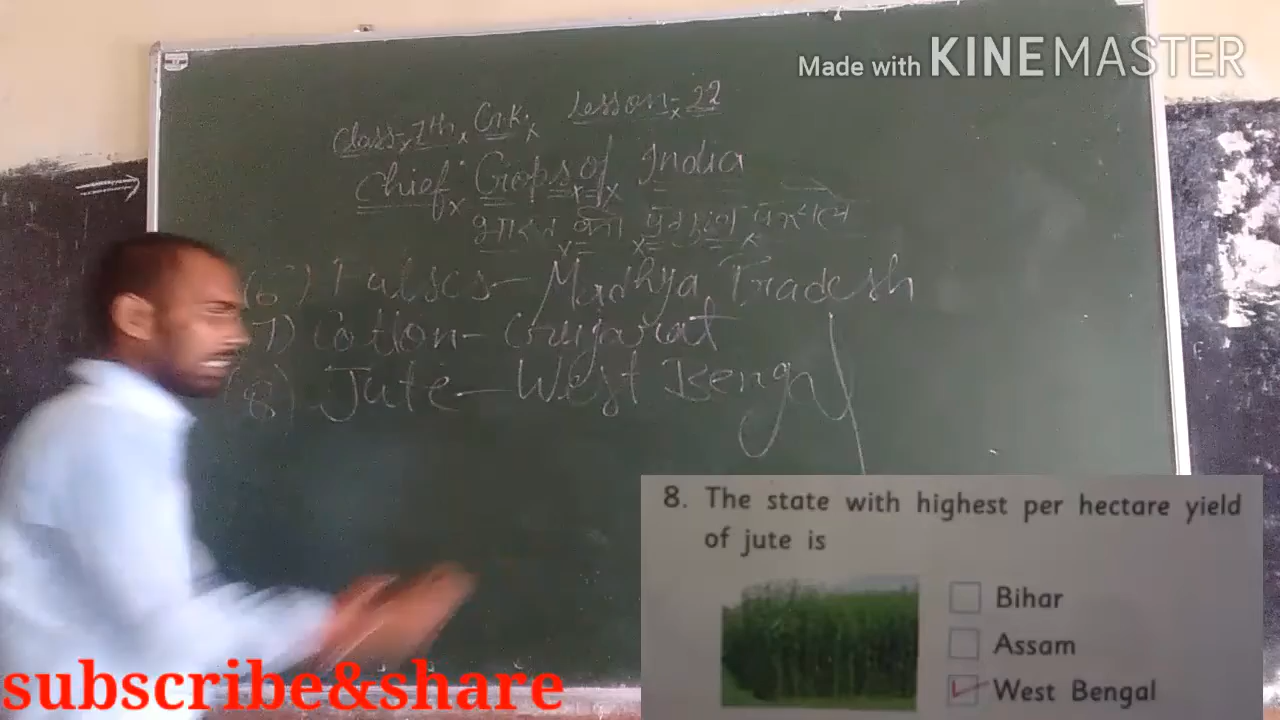 Made with KINEMASTER
Class 7th G.K. Lesson-22
Chief Crops of India
भारत की प्रमुख फसलें
(6) Pulses- Madhya Pradesh
(7) Cotton- Gujarat
(8) Jute- West Bengal
8. The state with highest per hectare yield
of jute is
Bihar
Assam
West Bengal
subscribe&share